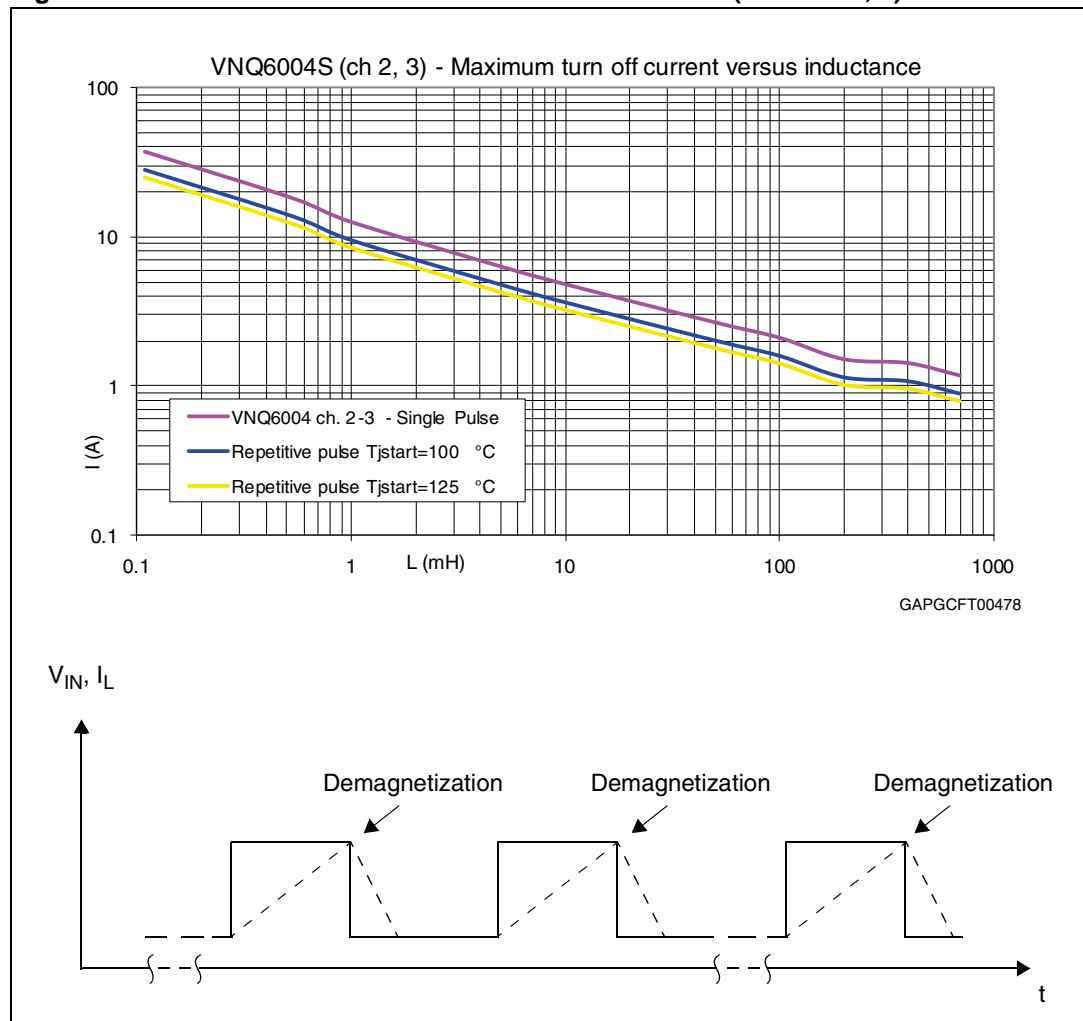 VNQ6004S (ch 2, 3) - Maximum turn off current versus inductance
100
10
1
0.1
I (A)
VNQ6004 ch. 2-3 - Single Pulse
Repetitive pulse Tjstart=100 °C
Repetitive pulse Tjstart=125 °C
0.1
1
L (mH)
10
100
1000
GAPGCFT00478
VIN, IL
Demagnetization
Demagnetization
Demagnetization
t